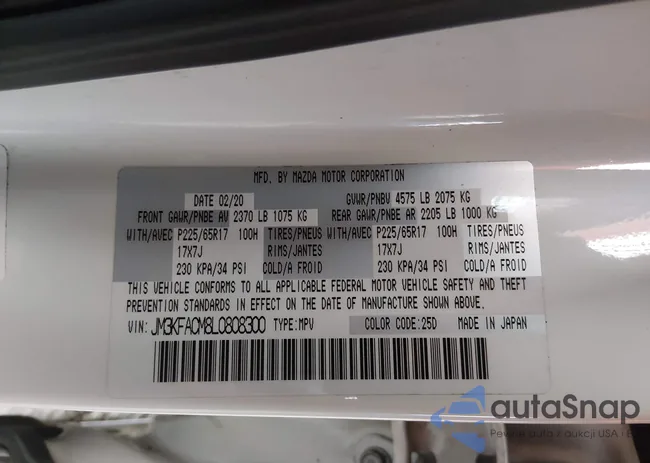 MFD. BY MAZDA MOTOR CORPORATION
DATE 02/20 GVWR/PNBV 4575 LB 2075 KG
FRONT GAWR/PNBE AV 2370 LB 1075 KG REAR GAWR/PNBE AR 2205 LB 1000 KG
WITH/AVEC P225/65R17 100H TIRES/PNEUS WITH/AVEC P225/65R17 100H TIRES/PNEUS
17X7J RIMS/JANTES 17X7J RIMS/JANTES
230 KPA/34 PSI COLD/A FROID 230 KPA/34 PSI COLD/A FROID
THIS VEHICLE CONFORMS TO ALL APPLICABLE FEDERAL MOTOR VEHICLE SAFETY AND THEFT
PREVENTION STANDARDS IN EFFECT ON THE DATE OF MANUFACTURE SHOWN ABOVE.
VIN: JM3KFACM8L0808300 TYPE:MPV COLOR CODE:25D MADE IN JAPAN
autaSnap
Pewne auta z aukcji USA i